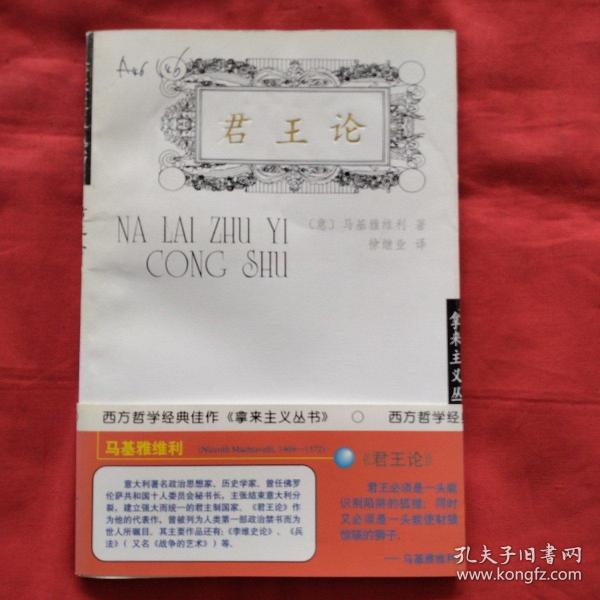 君王论
NA LAI ZHU YI
CONG SHU
（意）马基雅维利 著
徐继业 译
拿来主义丛
西方哲学经典佳作《拿来主义丛书》 西方哲学经
马基雅维利
《君王论》
意大利著名政治思想家、历史学家，曾任佛罗
伦萨共和国十人委员会秘书长，主张结束意大利分
裂，建立强大而统一的君主制国家，《君王论》作
为他的代表作，曾被列为人类第一部政治禁书而为
世人所瞩目。其主要作品还有：《李维史论》、《兵
法》（又名《战争的艺术》）等。
君王必须是一头能
识别陷阱的狐狸；同时
又必须是一头能使豺狼
惊骇的狮子。
——马基雅维利
孔夫子旧书网
www.kongfz.com